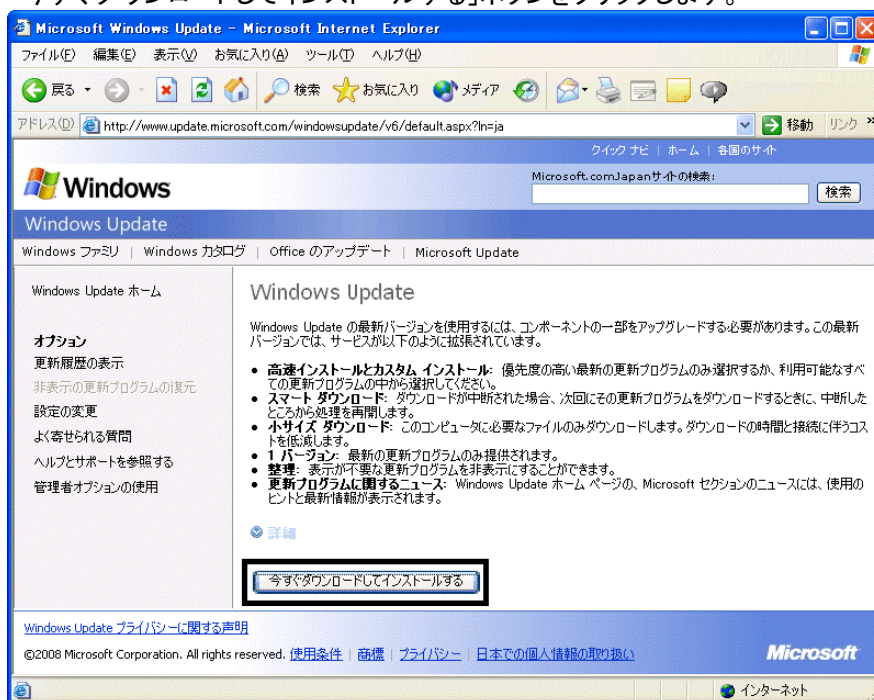 「今すぐダウンロードしてインストールする」ボタンをクリックします。
Microsoft Windows Update - Microsoft Internet Explorer
ファイル(F) 編集(E) 表示(V) お気に入り(A) ツール(T) ヘルプ(H)
戻る 検索 お気に入り メディア
アドレス(D) http://www.update.microsoft.com/windowsupdate/v6/default.aspx?ln=ja 移動 リンク »
クイック ナビ | ホーム | 各国のサイト
Windows
Microsoft.comJapanサイトの検索:
検索
Windows Update
Windows ファミリ | Windows カタログ | Office のアップデート | Microsoft Update
Windows Update ホーム
オプション
更新履歴の表示
非表示の更新プログラムの復元
設定の変更
よく寄せられる質問
ヘルプとサポートを参照する
管理者オプションの使用
Windows Update
Windows Update の最新バージョンを使用するには、コンポーネントの一部をアップグレードする必要があります。この最新
バージョンでは、サービスが以下のように拡張されています。
• 高速インストールとカスタム インストール: 優先度の高い最新の更新プログラムのみ選択するか、利用可能なすべ
ての更新プログラムの中から選択してください。
• スマート ダウンロード: ダウンロードが中断された場合、次回にその更新プログラムをダウンロードするときに、中断した
ところから処理を再開します。
• 小サイズ ダウンロード: このコンピュータに必要なファイルのみダウンロードします。ダウンロードの時間と接続に伴うコス
トを低減します。
• 1 バージョン: 最新の更新プログラムのみ提供されます。
• 整理: 表示が不要な更新プログラムを非表示にすることができます。
• 更新プログラムに関するニュース: Windows Update ホーム ページの、Microsoft セクションのニュースには、使用の
ヒントと最新情報が表示されます。
詳細
今すぐダウンロードしてインストールする
Windows Update プライバシーに関する声明
©2008 Microsoft Corporation. All rights reserved. 使用条件 | 商標 | プライバシー | 日本での個人情報の取り扱い
Microsoft
インターネット